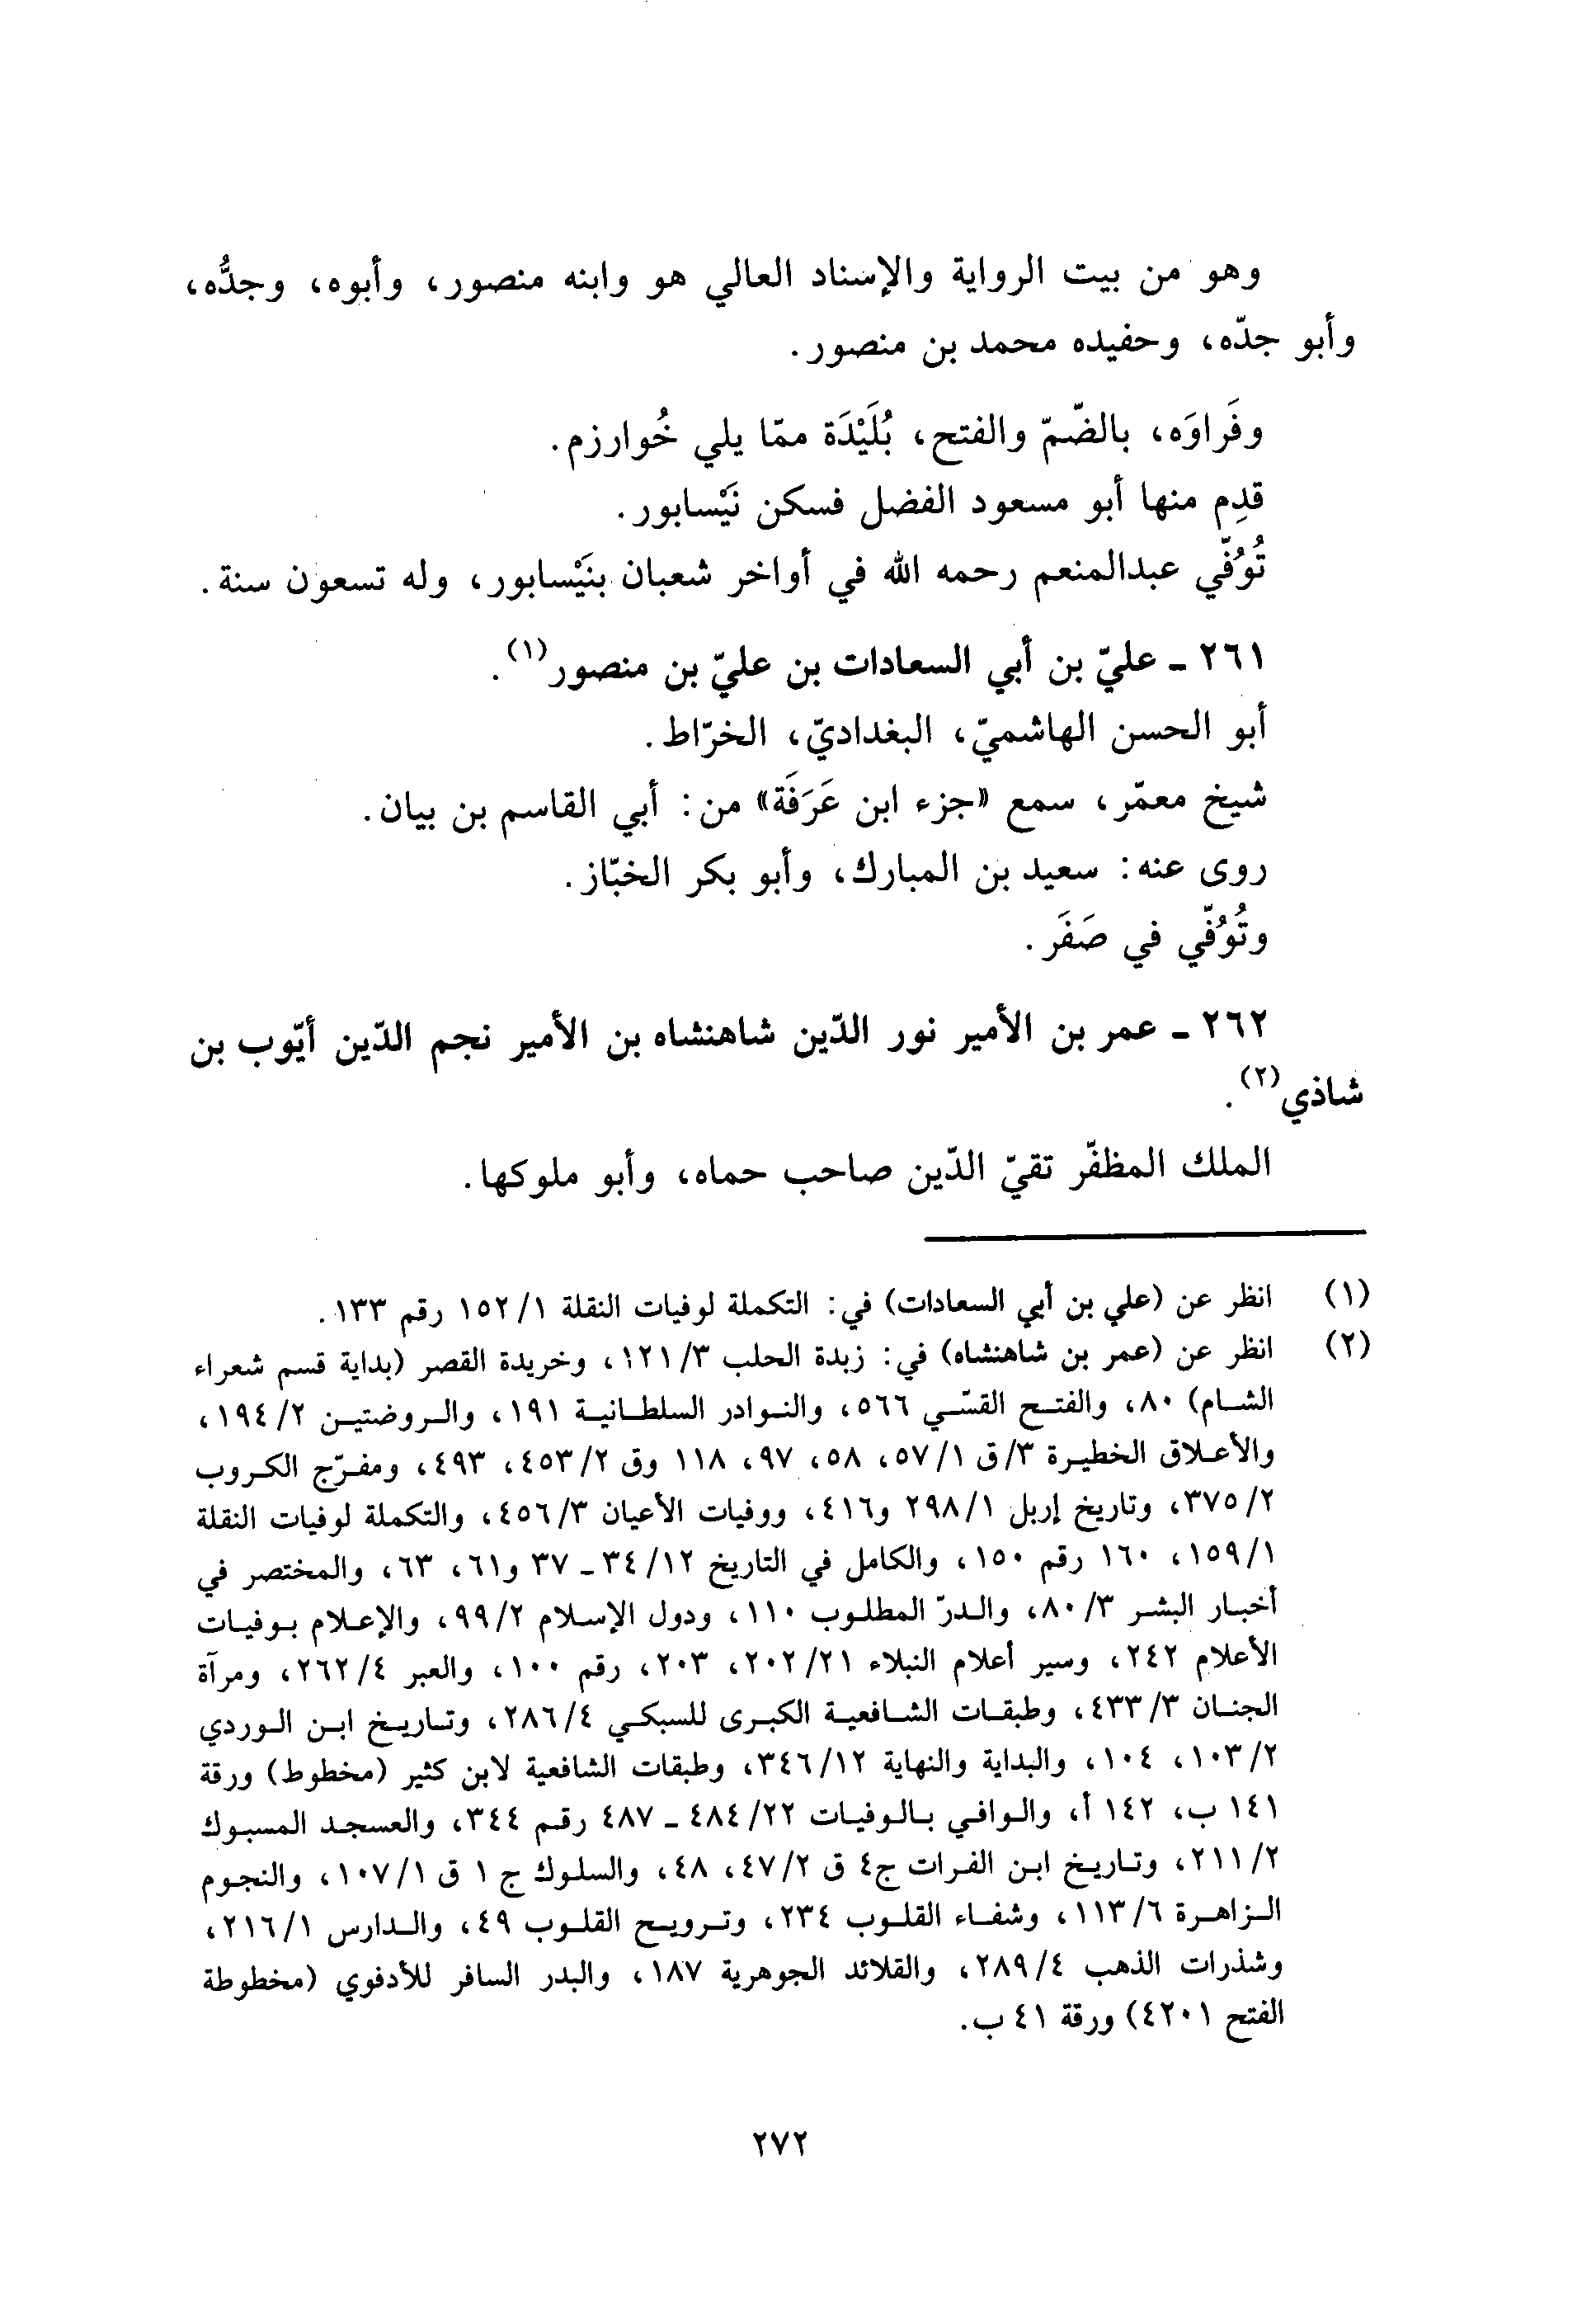 وهو من بيت الرواية والإسناد العالي هو وابنه منصور، وأبوه، وجدُّه،
وأبو جدّه، وحفيده محمد بن منصور.
وفَراوَه، بالضّمّ والفتح، بُلَيْدَة ممّا يلي خُوارزم.
قدِم منها أبو مسعود الفضل فسكن نَيْسابور.
تُوُفّي عبدالمنعم رحمه الله في أواخر شعبان بنَيْسابور، وله تسعون سنة.
٢٦١ ـ عليّ بن أبي السعادات بن عليّ بن منصور(١).
أبو الحسن الهاشميّ، البغداديّ، الخرّاط.
شيخ معمّر، سمع «جزء ابن عَرَفَة» من: أبي القاسم بن بيان.
روى عنه: سعيد بن المبارك، وأبو بكر الخبّاز.
وتُوُفّي في صَفَر.
٢٦٢ ـ عمر بن الأمير نور الدّين شاهنشاه بن الأمير نجم الدّين أيّوب بن
شاذي(٢).
الملك المظفّر تقيّ الدّين صاحب حماه، وأبو ملوكها.
(١) انظر عن (علي بن أبي السعادات) في: التكملة لوفيات النقلة ١/١٥٢ رقم ١٣٣.
(٢) انظر عن (عمر بن شاهنشاه) في: زبدة الحلب ٣/١٢١، وخريدة القصر (بداية قسم شعراء
الشام) ٨٠، والفتح القسّي ٥٦٦، والنوادر السلطانية ١٩١، والروضتين ٢/١٩٤،
والأعلاق الخطيرة ٣/ق ١/٥٧، ٥٨، ٩٧، ١١٨ وق ٢/٤٥٣، ٤٩٣، ومفرّج الكروب
٢/٣٧٥، وتاريخ إربل ١/٢٩٨ و٤١٦، ووفيات الأعيان ٣/٤٥٦، والتكملة لوفيات النقلة
١/١٥٩، ١٦٠ رقم ١٥٠، والكامل في التاريخ ١٢/٣٤ ـ ٣٧ و٦١، ٦٣، والمختصر في
أخبار البشر ٣/٨٠، والدرّ المطلوب ١١٠، ودول الإسلام ٢/٩٩، والإعلام بوفيات
الأعلام ٢٤٢، وسير أعلام النبلاء ٢١/٢٠٢، ٢٠٣، رقم ١٠٠، والعبر ٤/٢٦٢، ومرآة
الجنان ٣/٤٣٣، وطبقات الشافعية الكبرى للسبكي ٤/٢٨٦، وتاريخ ابن الوردي
٢/١٠٣، ١٠٤، والبداية والنهاية ١٢/٣٤٦، وطبقات الشافعية لابن كثير (مخطوط) ورقة
١٤١ ب، ١٤٢ أ، والوافي بالوفيات ٢٢/٤٨٤ ـ ٤٨٧ رقم ٣٤٤، والعسجد المسبوك
٢/٢١١، وتاريخ ابن الفرات ج٤ ق ٢/٤٧، ٤٨، والسلوك ج ١ ق ١/١٠٧، والنجوم
الزاهرة ٦/١١٣، وشفاء القلوب ٢٣٤، وترويح القلوب ٤٩، والدارس ١/٢١٦،
وشذرات الذهب ٤/٢٨٩، والقلائد الجوهرية ١٨٧، والبدر السافر للأدفوي (مخطوطة
الفتح ٤٢٠١) ورقة ٤١ ب.
٢٧٢